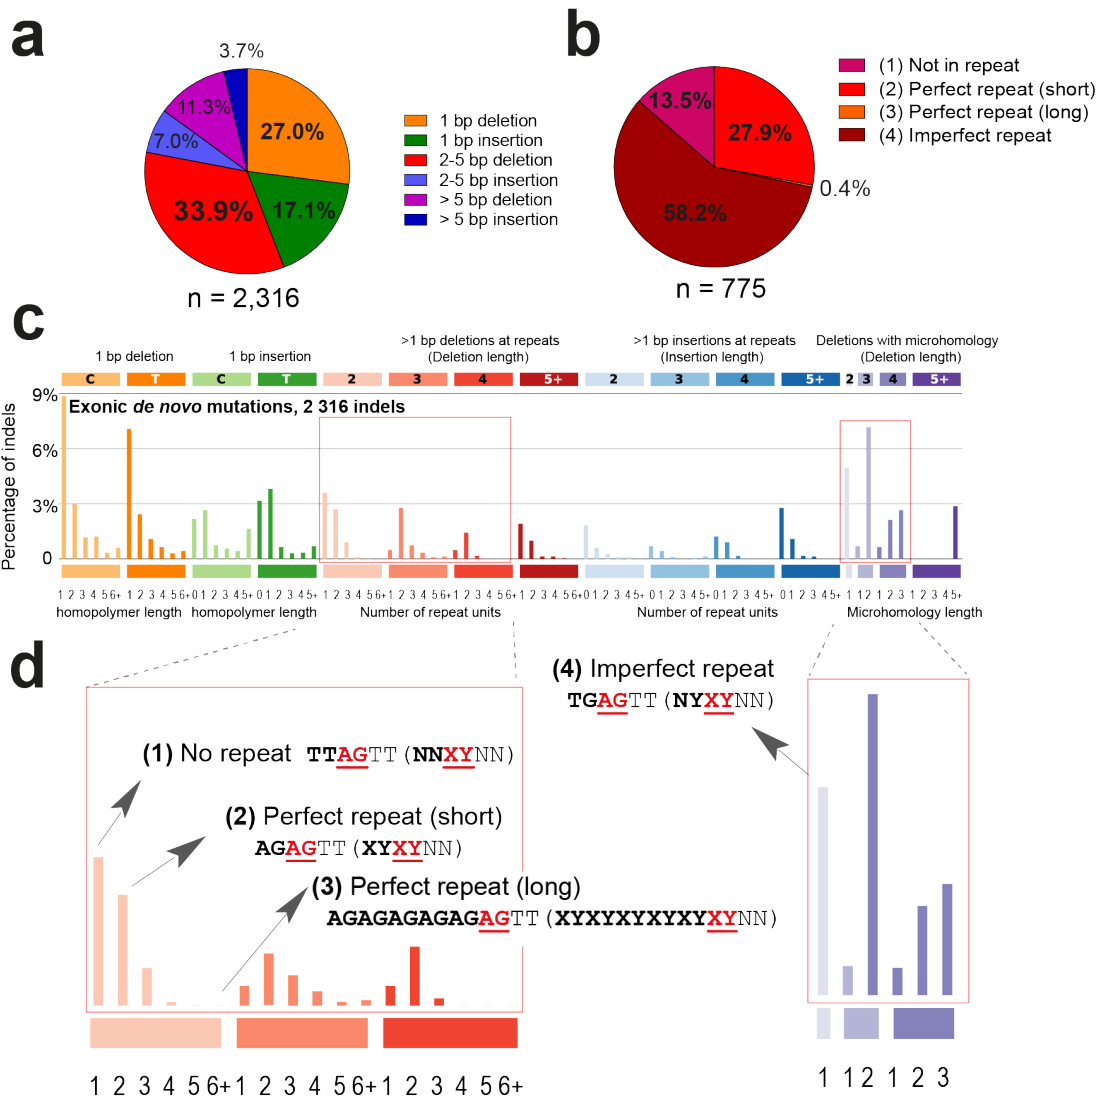 a
3.7%
11.3%
27.0%
7.0%
33.9%
17.1%
n = 2,316
1 bp deletion
1 bp insertion
2-5 bp deletion
2-5 bp insertion
> 5 bp deletion
> 5 bp insertion
b
13.5%
27.9%
0.4%
58.2%
n = 775
(1) Not in repeat
(2) Perfect repeat (short)
(3) Perfect repeat (long)
(4) Imperfect repeat
c
1 bp deletion
1 bp insertion
>1 bp deletions at repeats
(Deletion length)
>1 bp insertions at repeats
(Insertion length)
Deletions with microhomology
(Deletion length)
C T C T 2 3 4 5+ 2 3 4 5+ 2 3 4 5+
Percentage of indels
9%
6%
3%
0
Exonic de novo mutations, 2 316 indels
1 2 3 4 5 6+ 1 2 3 4 5 6+ 0 1 2 3 4 5+ 0 1 2 3 4 5+ 1 2 3 4 5 6+ 1 2 3 4 5 6+ 1 2 3 4 5 6+ 1 2 3 4 5 6+ 0 1 2 3 4 5+ 0 1 2 3 4 5+ 0 1 2 3 4 5+ 0 1 2 3 4 5+ 1 1 2 1 2 3 1 2 3 4 5+
homopolymer length
homopolymer length
Number of repeat units
Number of repeat units
Microhomology length
d
(1) No repeat TTAGTT (NNXYNN)
(2) Perfect repeat (short)
AGAGTT (XYXYNN)
(3) Perfect repeat (long)
AGAGAGAGAGAGTT (XYXYXYXYXYXYNN)
(4) Imperfect repeat
TGAGTT (NYXYNN)
1 2 3 4 5 6+ 1 2 3 4 5 6+ 1 2 3 4 5 6+
1 1 2 1 2 3